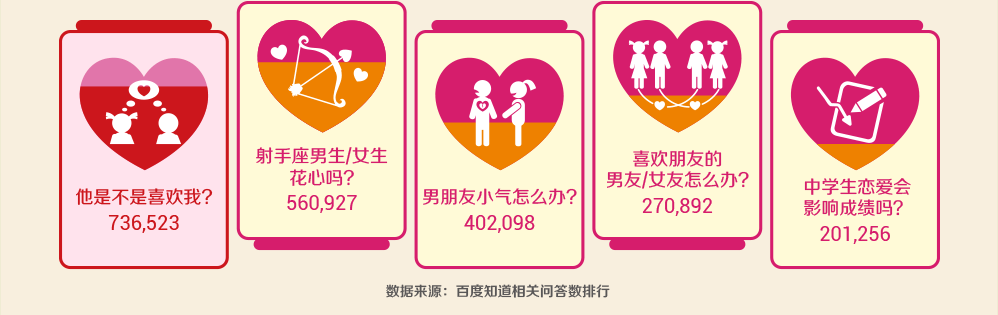 他是不是喜欢我?
736,523
射手座男生/女生
花心吗?
560,927
男朋友小气怎么办?
402,098
喜欢朋友的
男友/女友怎么办?
270,892
中学生恋爱会
影响成绩吗?
201,256
数据来源：百度知道相关问答数排行